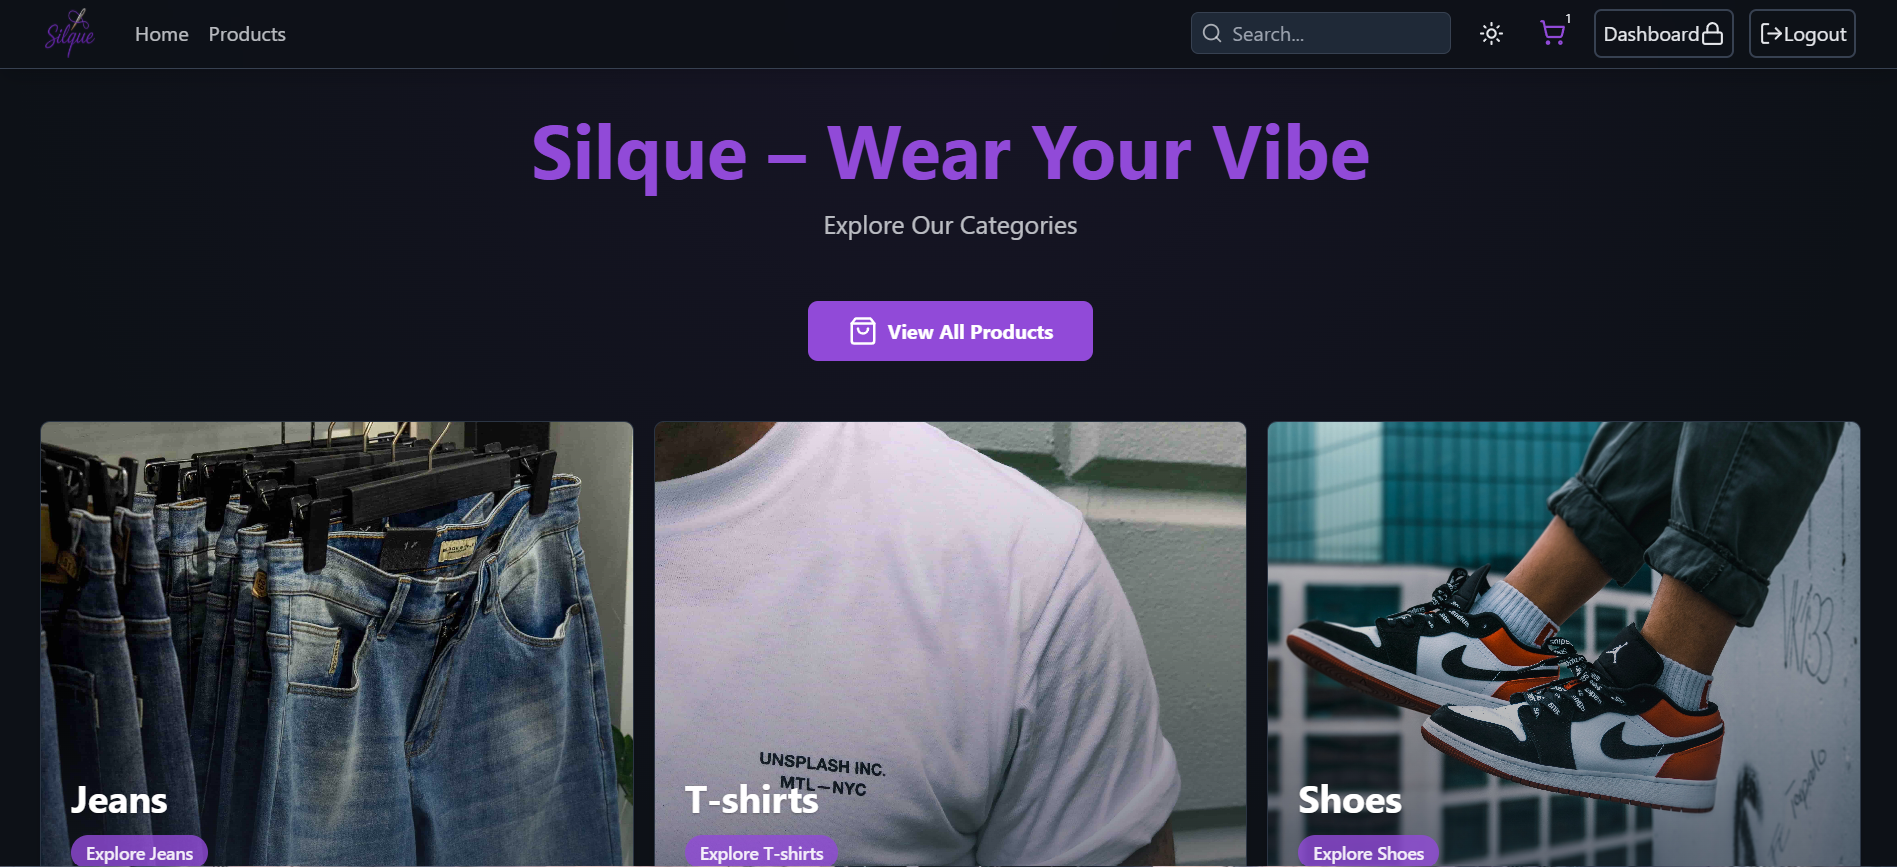 Silque
Home
Products
Search...
1
Dashboard
Logout
Silque – Wear Your Vibe
Explore Our Categories
View All Products
UNSPLASH INC.
MTL—NYC
Jeans
T-shirts
Shoes
Explore Jeans
Explore T-shirts
Explore Shoes